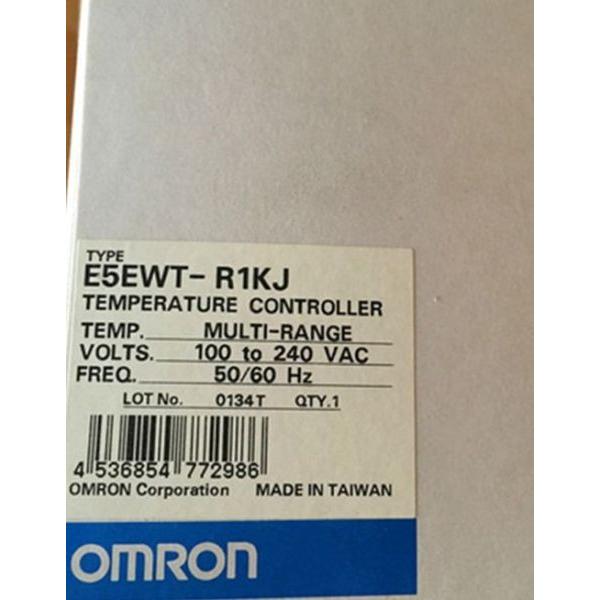 TYPE
E5EWT- R1KJ
TEMPERATURE CONTROLLER
TEMP. MULTI-RANGE
VOLTS. 100 to 240 VAC
FREQ. 50/60 Hz
LOT No. 0134T QTY.1
4 536854 772986
OMRON Corporation MADE IN TAIWAN
OMRON